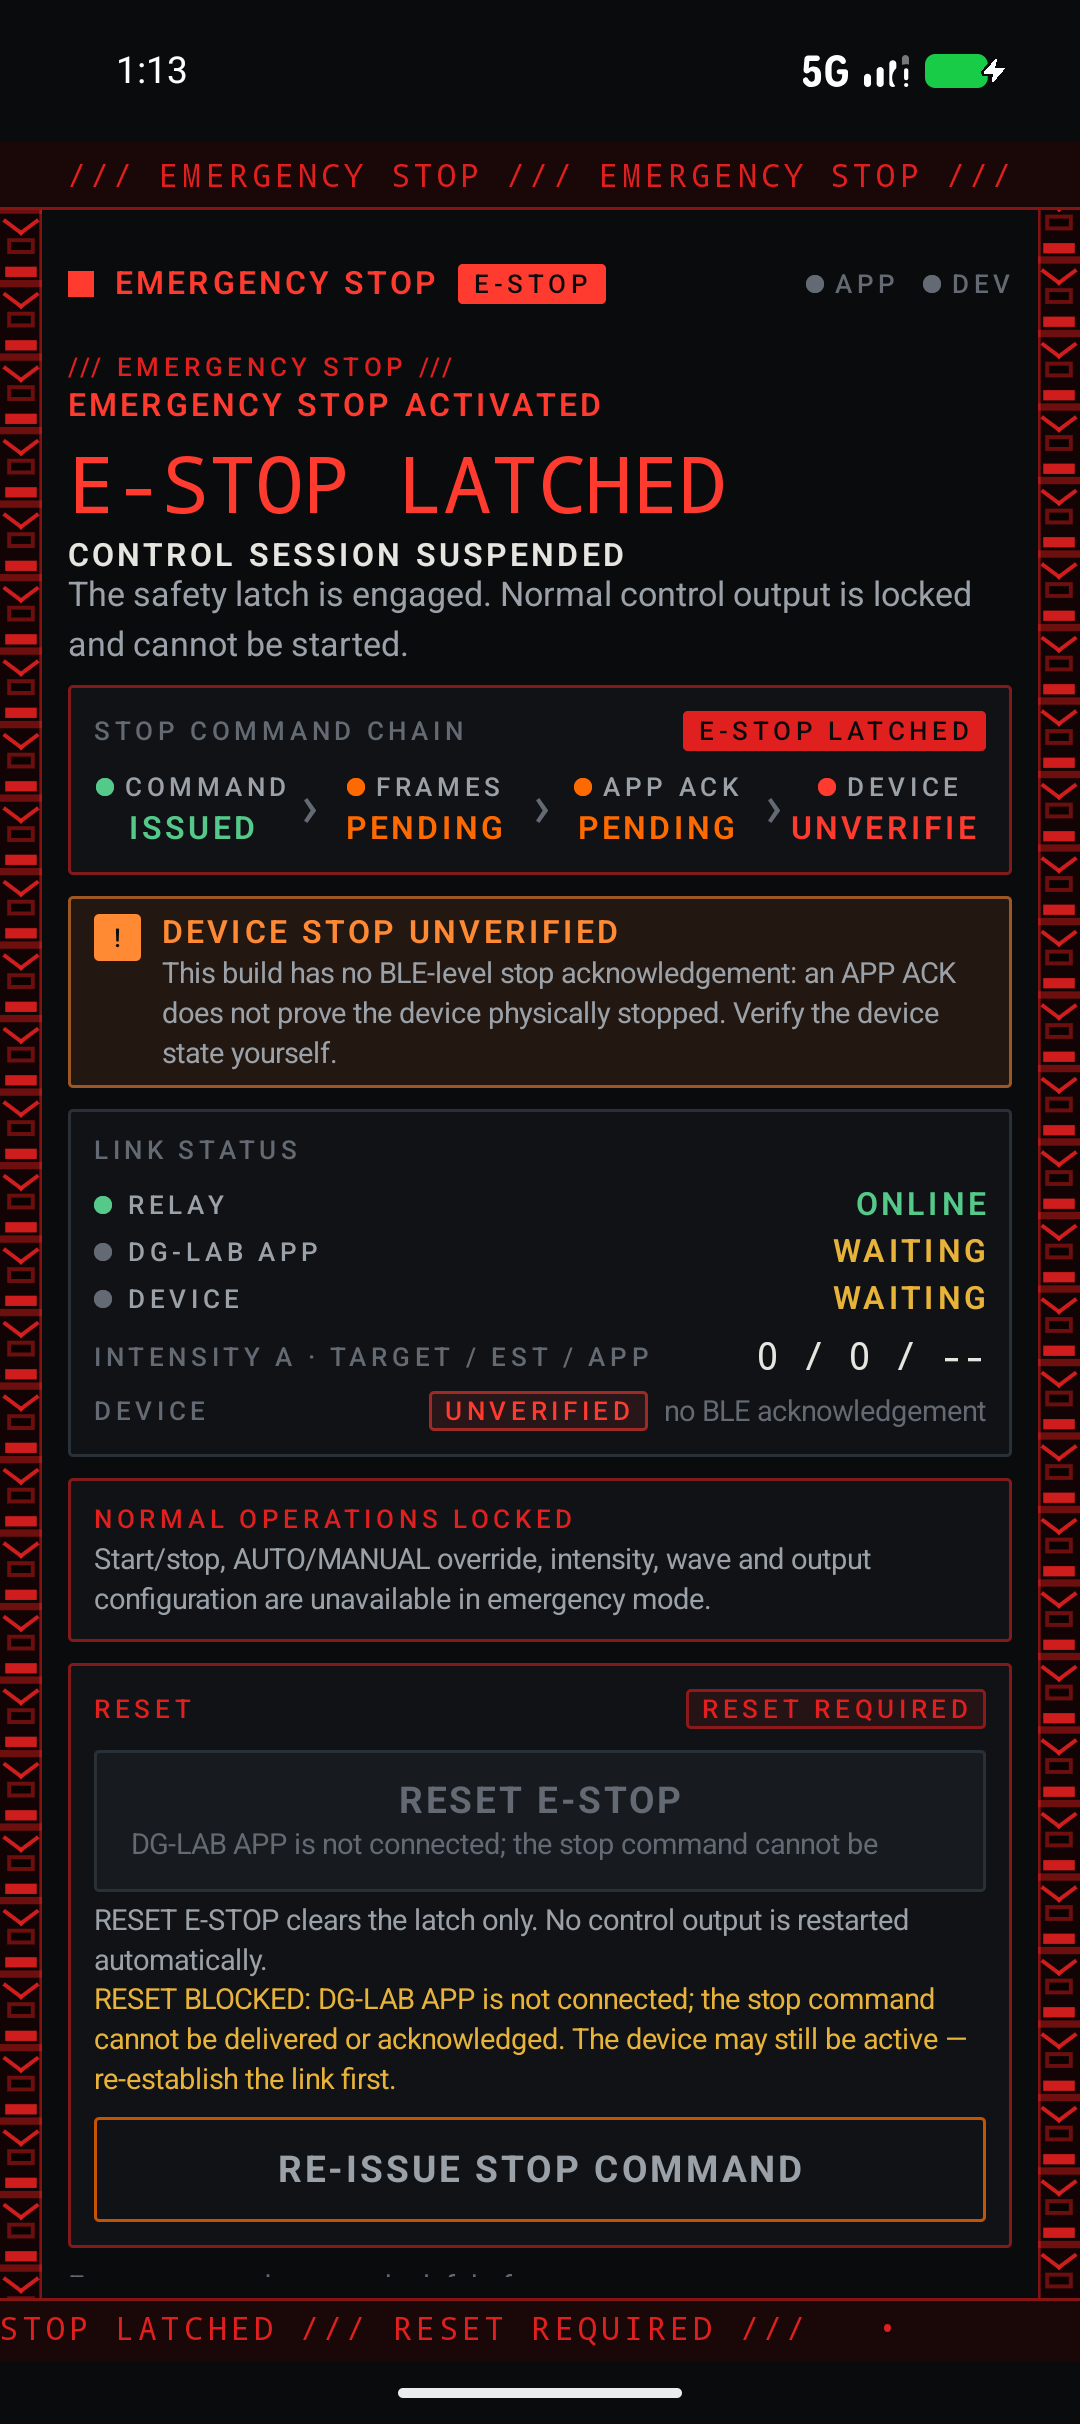 1:13
5G
/// EMERGENCY STOP /// EMERGENCY STOP ///
EMERGENCY STOP E-STOP APP DEV
/// EMERGENCY STOP ///
EMERGENCY STOP ACTIVATED
E-STOP LATCHED
CONTROL SESSION SUSPENDED
The safety latch is engaged. Normal control output is locked
and cannot be started.
STOP COMMAND CHAIN E-STOP LATCHED
COMMAND › FRAMES › APP ACK › DEVICE
ISSUED PENDING PENDING UNVERIFIE
! DEVICE STOP UNVERIFIED
This build has no BLE-level stop acknowledgement: an APP ACK
does not prove the device physically stopped. Verify the device
state yourself.
LINK STATUS
RELAY ONLINE
DG-LAB APP WAITING
DEVICE WAITING
INTENSITY A · TARGET / EST / APP 0 / 0 / --
DEVICE UNVERIFIED no BLE acknowledgement
NORMAL OPERATIONS LOCKED
Start/stop, AUTO/MANUAL override, intensity, wave and output
configuration are unavailable in emergency mode.
RESET RESET REQUIRED
RESET E-STOP
DG-LAB APP is not connected; the stop command cannot be
RESET E-STOP clears the latch only. No control output is restarted
automatically.
RESET BLOCKED: DG-LAB APP is not connected; the stop command
cannot be delivered or acknowledged. The device may still be active —
re-establish the link first.
RE-ISSUE STOP COMMAND
STOP LATCHED /// RESET REQUIRED /// •